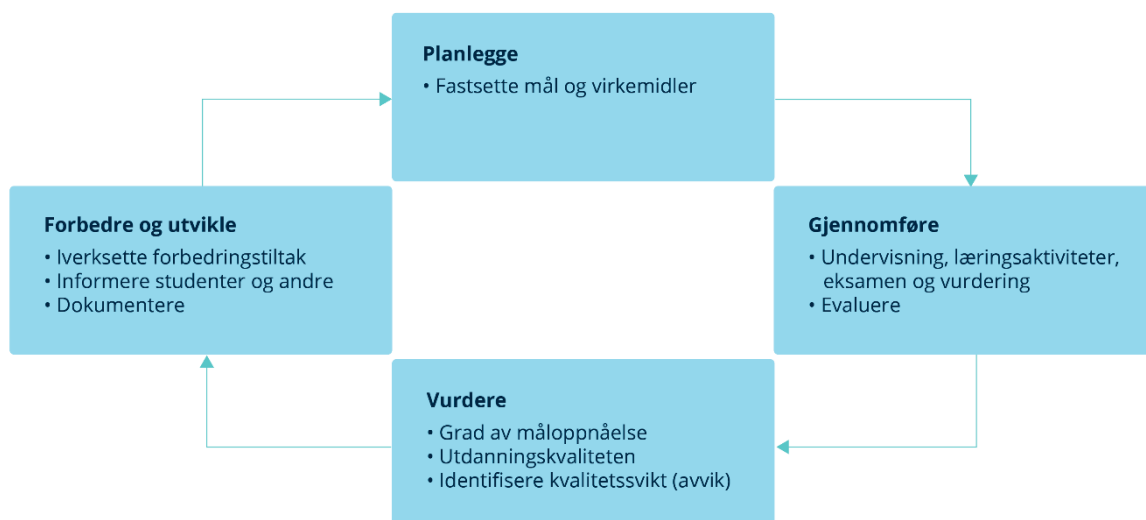 Planlegge
• Fastsette mål og virkemidler
Forbedre og utvikle
• Iverksette forbedringstiltak
• Informere studenter og andre
• Dokumentere
Gjennomføre
• Undervisning, læringsaktiviteter,
eksamen og vurdering
• Evaluere
Vurdere
• Grad av måloppnåelse
• Utdanningskvaliteten
• Identifisere kvalitetssvikt (avvik)